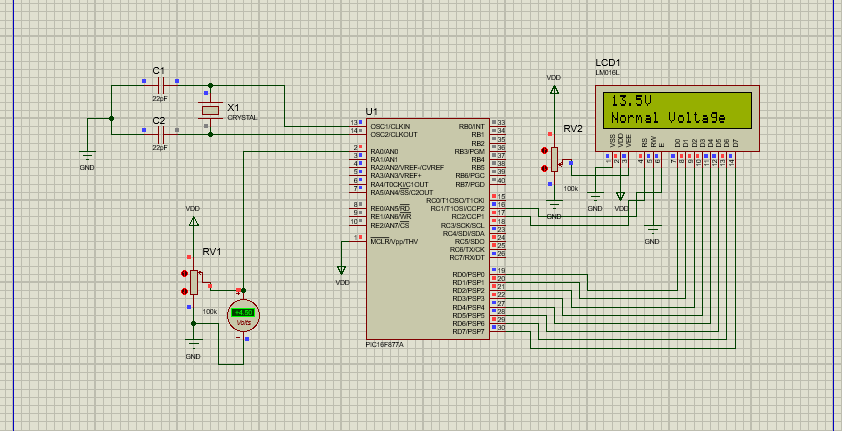 C1
22pF
C2
22pF
GND
X1
CRYSTAL
VDD
RV1
100k
GND
Volts
VDD
U1
13 OSC1/CLKIN
14 OSC2/CLKOUT
2 RA0/AN0
3 RA1/AN1
4 RA2/AN2/VREF-/CVREF
5 RA3/AN3/VREF+
6 RA4/T0CKI/C1OUT
7 RA5/AN4/SS/C2OUT
8 RE0/AN5/RD
9 RE1/AN6/WR
10 RE2/AN7/CS
1 MCLR/Vpp/THV
RB0/INT 33
RB1 34
RB2 35
RB3/PGM 36
RB4 37
RB5 38
RB6/PGC 39
RB7/PGD 40
RC0/T1OSO/T1CKI 15
RC1/T1OSI/CCP2 16
RC2/CCP1 17
RC3/SCK/SCL 18
RC4/SDI/SDA 23
RC5/SDO 24
RC6/TX/CK 25
RC7/RX/DT 26
RD0/PSP0 19
RD1/PSP1 20
RD2/PSP2 21
RD3/PSP3 22
RD4/PSP4 27
RD5/PSP5 28
RD6/PSP6 29
RD7/PSP7 30
PIC16F877A
VDD
RV2
100k
GND
LCD1
LM016L
13.5V
Normal Voltage
VSS VDD VEE RS RW E D0 D1 D2 D3 D4 D5 D6 D7
1 2 3 4 5 6 7 8 9 10 11 12 13 14
GND
VDD
GND